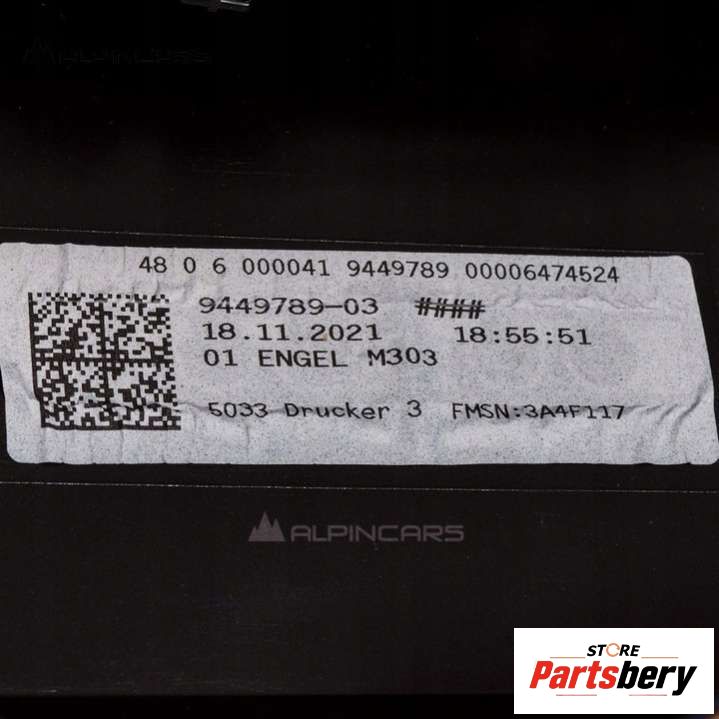 ALPINCARS
48 0 6 000041 9449789 00006474524
9449789-03 ####
18.11.2021 18:55:51
01 ENGEL M303
5033 Drucker 3 FMSN:3A4F117
ALPINCARS
STORE
Partsbery